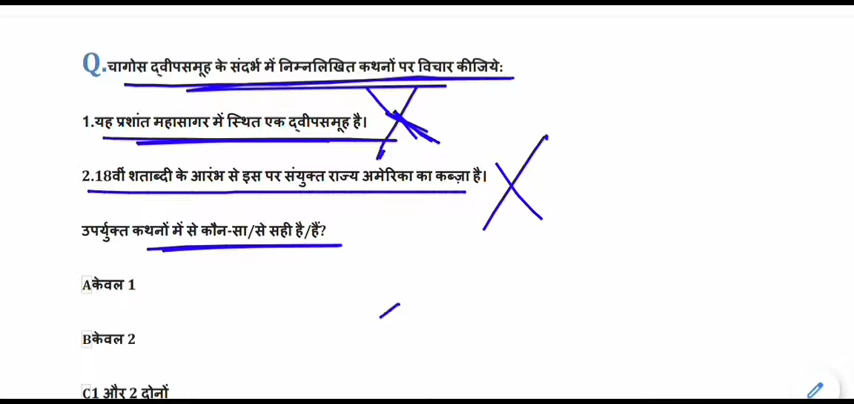 Q.चागोस द्वीपसमूह के संदर्भ में निम्नलिखित कथनों पर विचार कीजिये:
1.यह प्रशांत महासागर में स्थित एक द्वीपसमूह है।
2.18वीं शताब्दी के आरंभ से इस पर संयुक्त राज्य अमेरिका का कब्ज़ा है।
उपर्युक्त कथनों में से कौन-सा/से सही है/हैं?
Aकेवल 1
Bकेवल 2
C1 और 2 दोनों